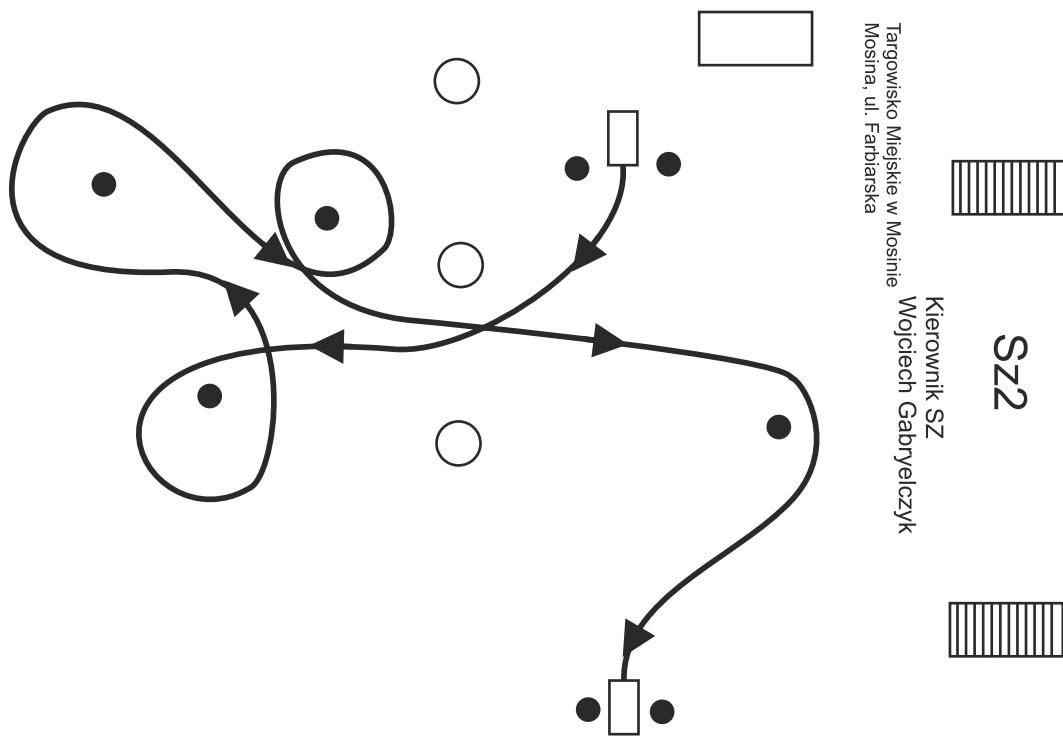 Sz2
Kierownik SZ
Wojciech Gabryelczyk
Targowisko Miejskie w Mosinie
Mosina, ul. Farbiarska